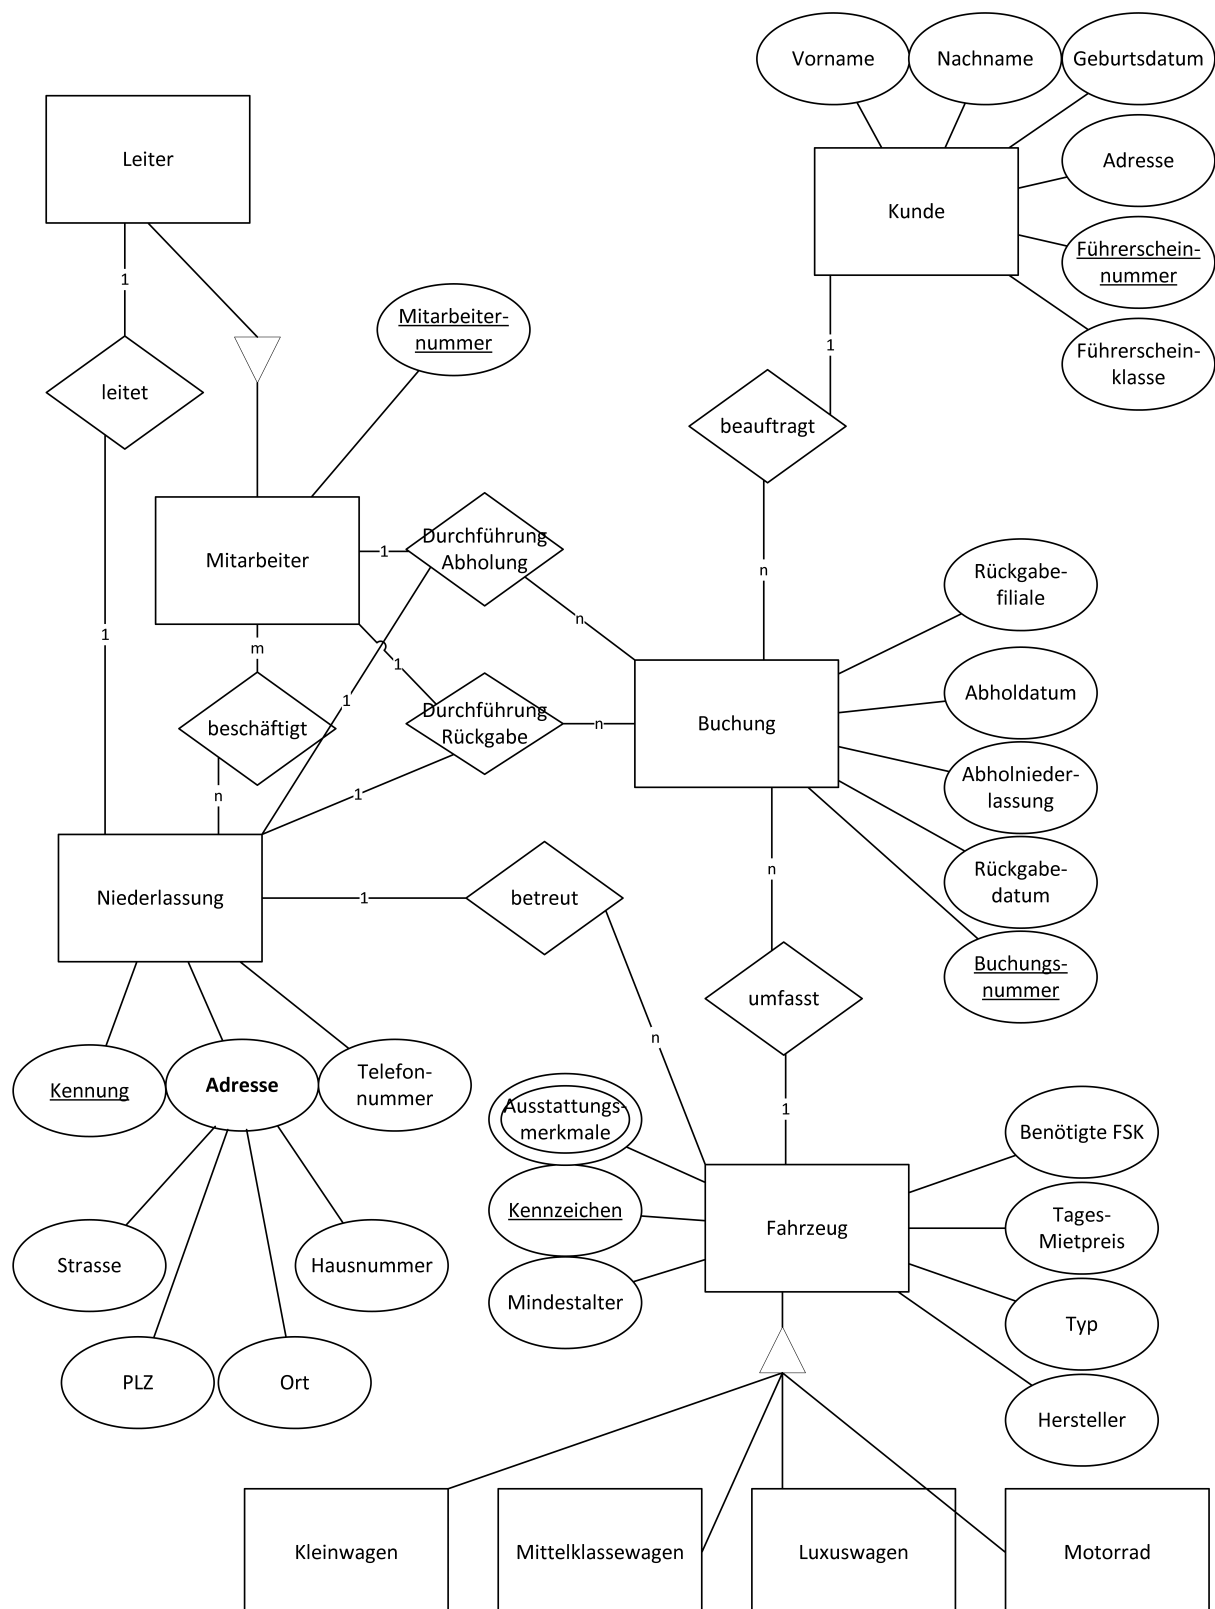 Vorname
Nachname
Geburtsdatum
Leiter
Adresse
Kunde
Führerschein-
nummer
1
Mitarbeiter-
nummer
1
Führerschein-
klasse
leitet
beauftragt
Durchführung
Abholung
1
Mitarbeiter
n
Rückgabe-
filiale
n
1
m
1
Abholdatum
1
beschäftigt
Durchführung
Rückgabe
n
Buchung
Abholnieder-
lassung
n
1
Niederlassung
1
betreut
n
Rückgabe-
datum
Buchungs-
nummer
umfasst
n
Kennung
Adresse
Telefon-
nummer
1
Ausstattungs-
merkmale
Benötigte FSK
Kennzeichen
Fahrzeug
Tages-
Mietpreis
Strasse
Hausnummer
Mindestalter
Typ
PLZ
Ort
Hersteller
Kleinwagen
Mittelklassewagen
Luxuswagen
Motorrad